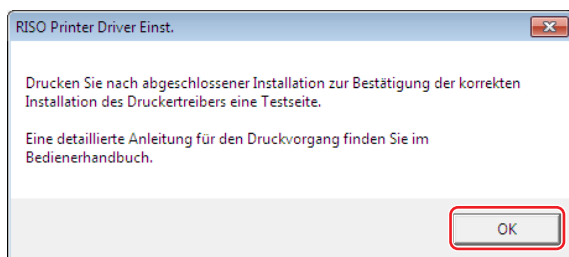 RISO Printer Driver Einst.
Drucken Sie nach abgeschlossener Installation zur Bestätigung der korrekten
Installation des Druckertreibers eine Testseite.
Eine detaillierte Anleitung für den Druckvorgang finden Sie im
Bedienerhandbuch.
OK